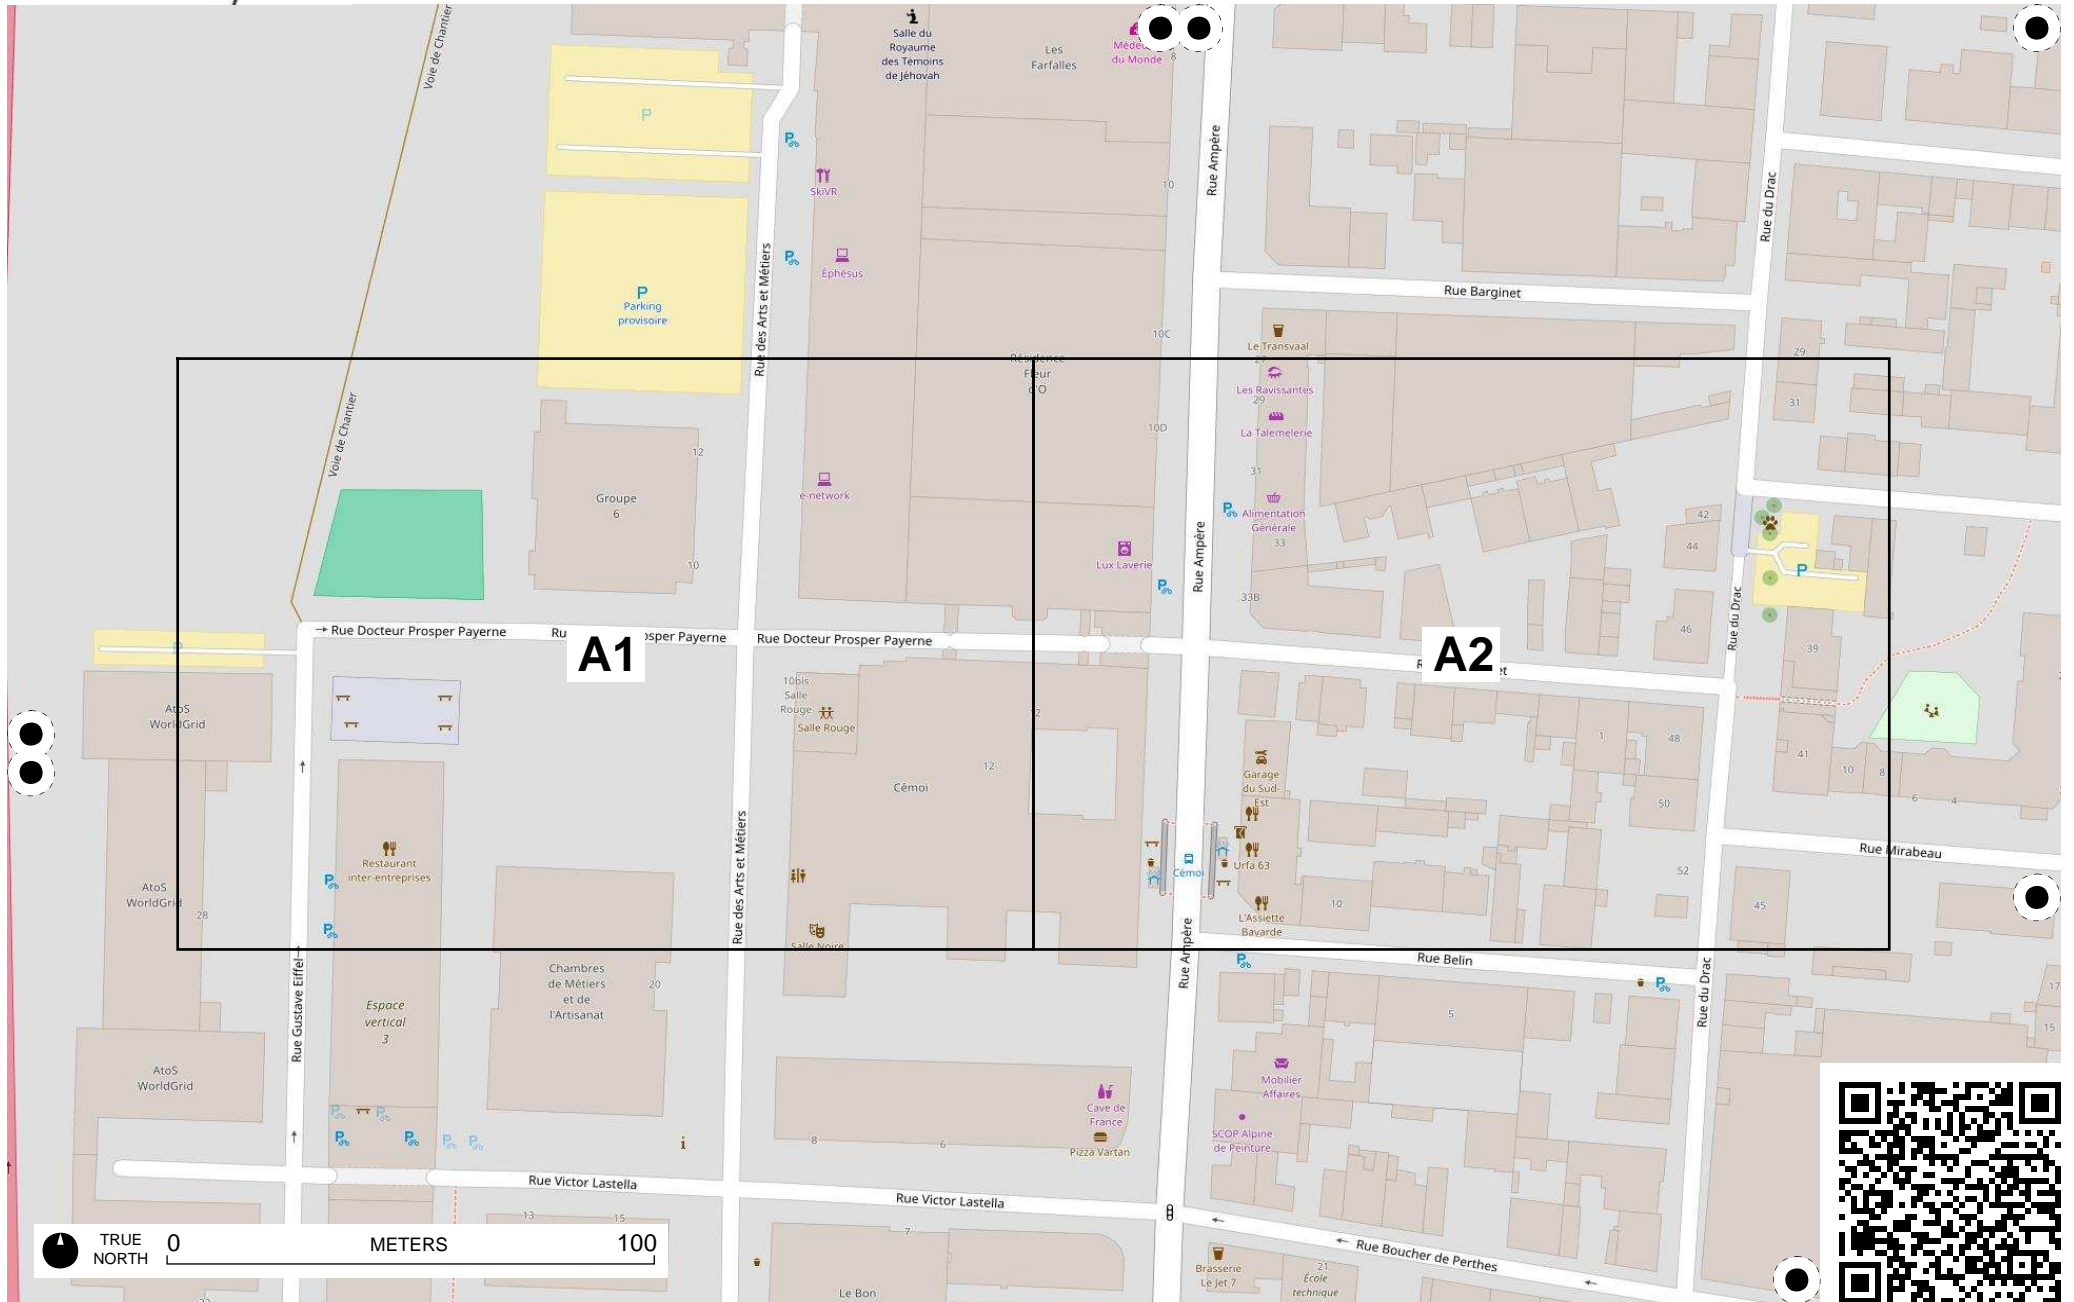 Voie de Chantier
Salle du
Royaume
des Témoins
de Jéhovah
Les
Farfalles
du Monde
8
P
SkiVR
10
Rue Ampère
Rue du Drac
Éphésus
Rue des Arts et Métiers
P
Parking
provisoire
Rue Barginet
10C
Le Transvaal
27
29
Résidence
Fleur
d'O
Les Ravissantes
29
31
Voie de Chantier
10D
La Talemelerie
12
31
Groupe
6
e-network
Alimentation
Générale
33
42
44
10
Lux Laverie
Rue Ampère
P
33B
Rue du Drac
46
39
Rue Docteur Prosper Payerne
osper Payerne
Rue Docteur Prosper Payerne
A1
A2
P
AtoS
WorldGrid
10bis
Salle
Rouge
Salle Rouge
12
12
Cémoi
1
48
41
10
8
6
4
Garage
du Sud-
Est
50
Rue des Arts et Métiers
Restaurant
inter-entreprises
Urfa 63
Cémoi
Rue Mirabeau
52
AtoS
WorldGrid
28
10
45
L'Assiette
Bavarde
Salle Noire
Rue Ampère
Rue Belin
Rue du Drac
Rue Gustave Eiffel
Chambres
de Métiers
et de
l'Artisanat
20
Espace
vertical
3
5
17
15
AtoS
WorldGrid
Mobilier
Affaires
Cave de
France
SCOP Alpine
de Peinture
8
6
Pizza Vartan
Rue Victor Lastella
Rue Victor Lastella
13
15
7
Rue Boucher de Perthes
TRUE
NORTH
0
METERS
100
Brasserie
Le Jet 7
21
École
technique
Le Bon